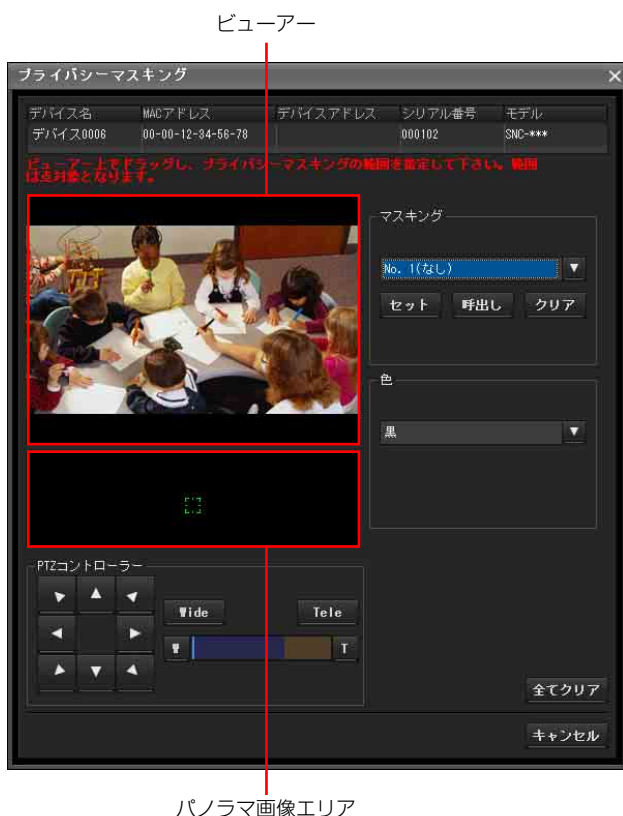 ビューアー
プライバシーマスキング
デバイス名 MACアドレス デバイスアドレス シリアル番号 モデル
デバイス0006 00-00-12-34-56-78 000102 SNC-***
ビューアー上でドラッグし、プライバシーマスキングの範囲を指定して下さい。範囲
は点対象となります。
マスキング
No. 1(なし)
セット 呼出し クリア
色
黒
PTZコントローラー
Wide Tele
W T
全てクリア
キャンセル
パノラマ画像エリア